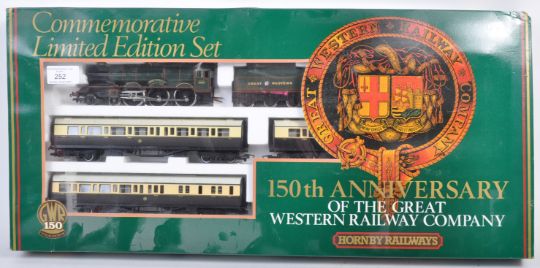 Commemorative
Limited Edition Set
252
GREAT WESTERN
GREAT WESTERN RAILWAY COMPANY
150th ANNIVERSARY
OF THE GREAT
WESTERN RAILWAY COMPANY
HORNBY RAILWAYS
GWR
150